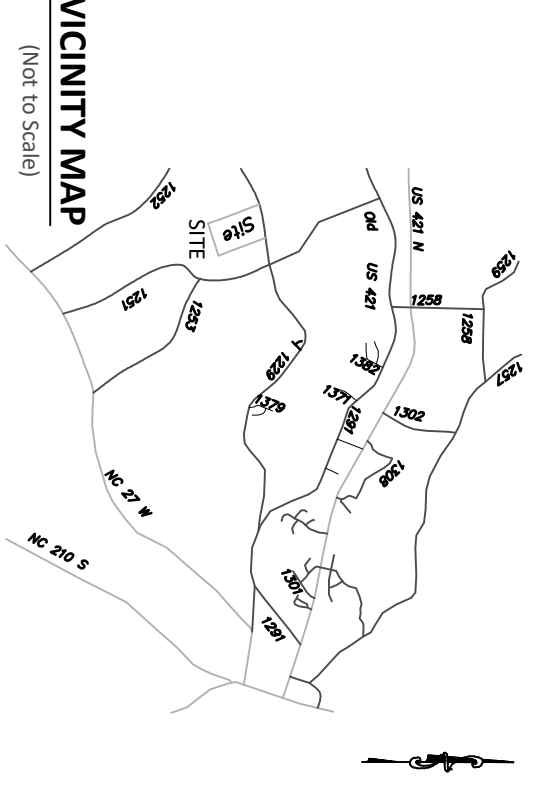 VICINITY MAP
(Not to Scale)
1252
SITE
Site
1251
1253
Old US 421
US 421 N
1258
1259
1258
1257
1382
1371
1291
1302
1229
1379
1308
NC 27 W
NC 210 S
1301
1291